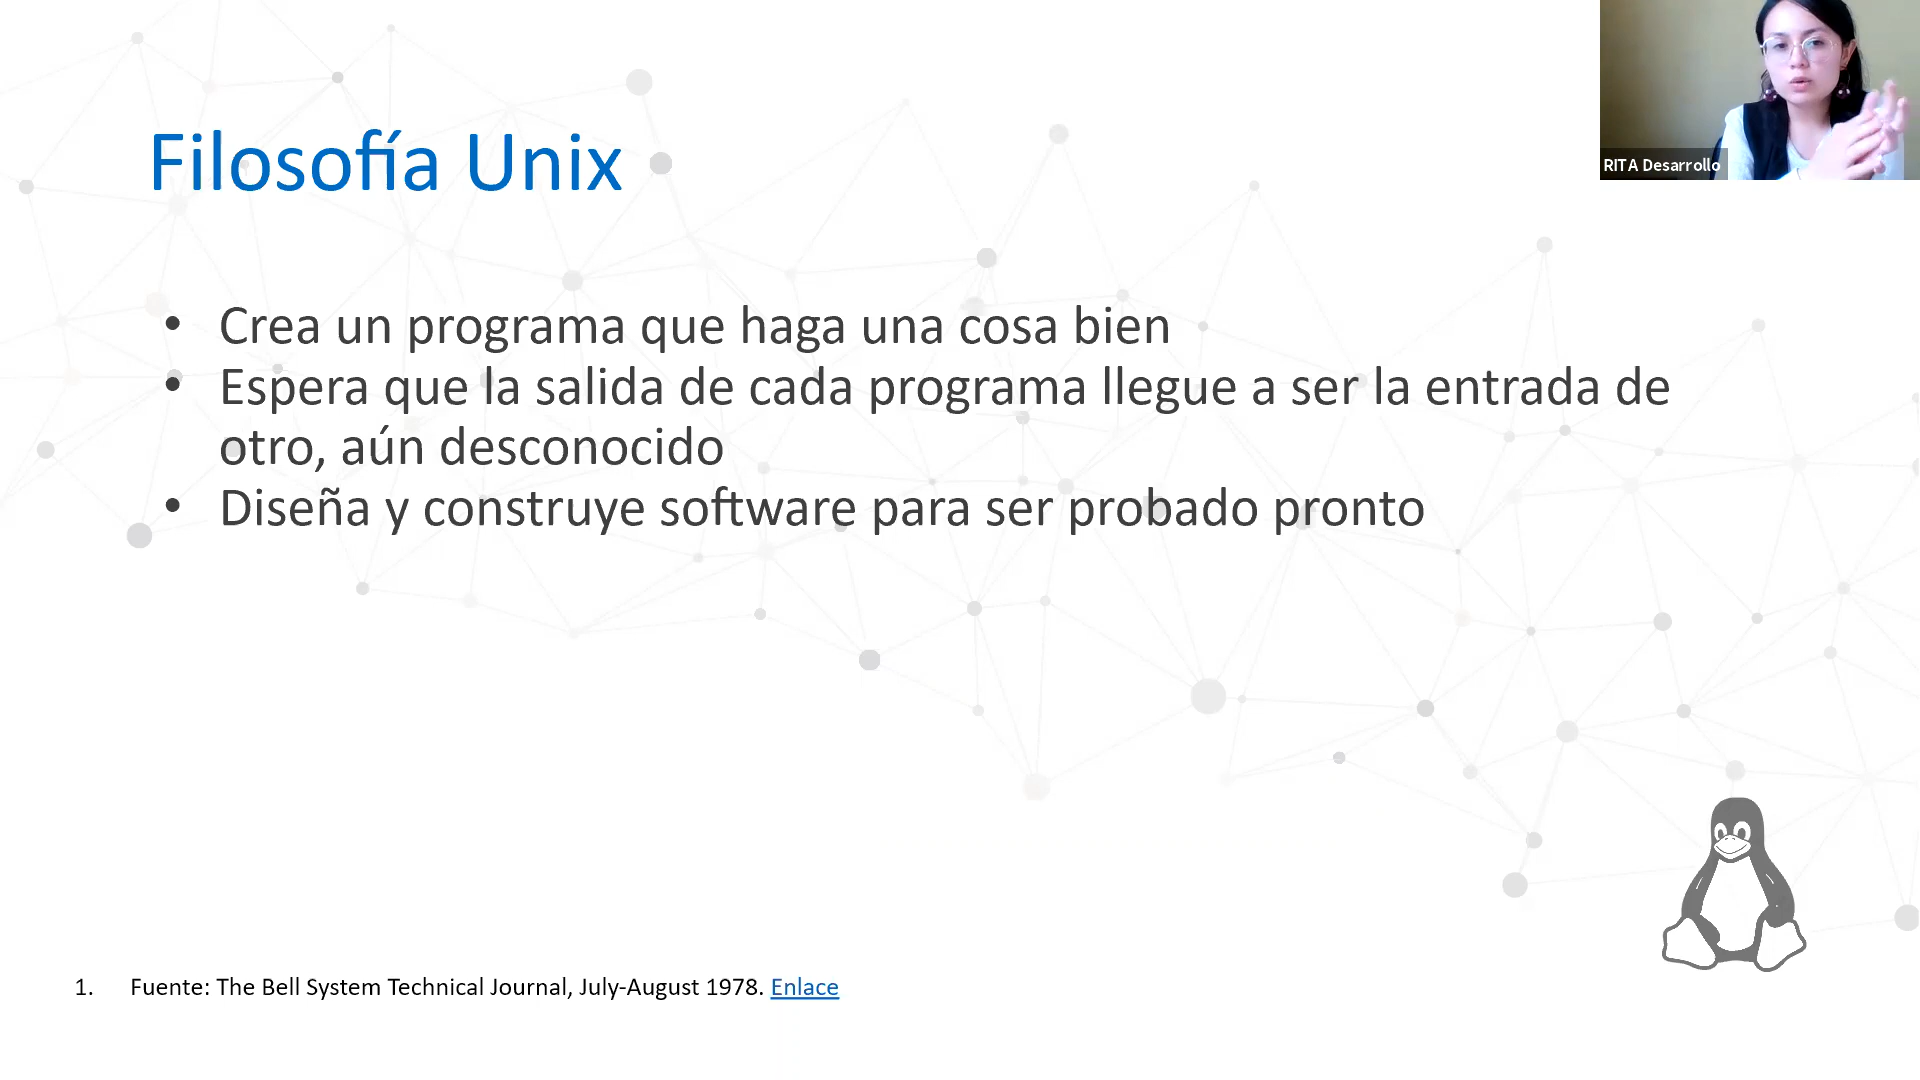 RITA Desarrollo
Filosofía Unix
• Crea un programa que haga una cosa bien
• Espera que la salida de cada programa llegue a ser la entrada de
otro, aún desconocido
• Diseña y construye software para ser probado pronto
1. Fuente: The Bell System Technical Journal, July-August 1978. Enlace